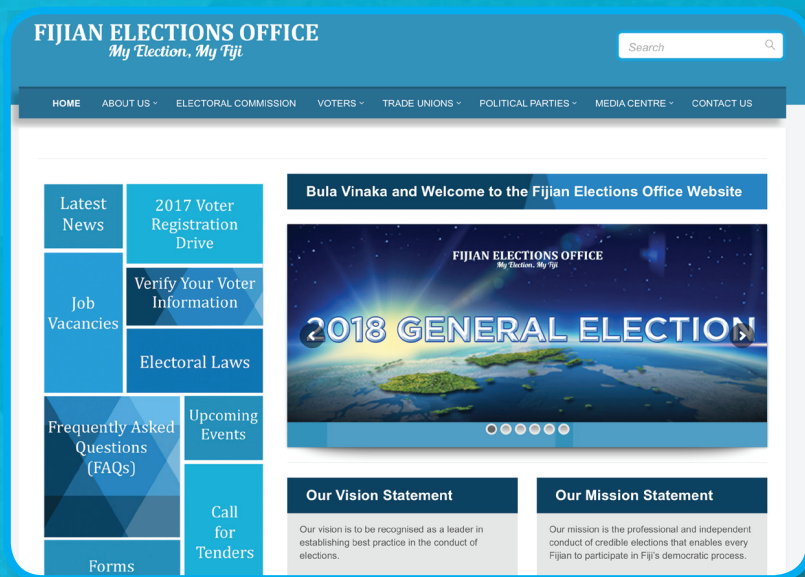 FIJIAN ELECTIONS OFFICE
My Election, My Fiji
Search
HOME ABOUT US ELECTORAL COMMISSION VOTERS TRADE UNIONS POLITICAL PARTIES MEDIA CENTRE CONTACT US
Latest
News
2017 Voter
Registration
Drive
Job
Vacancies
Verify Your Voter
Information
Electoral Laws
Frequently Asked
Questions
(FAQs)
Upcoming
Events
Call
for
Tenders
Forms
Bula Vinaka and Welcome to the Fijian Elections Office Website
FIJIAN ELECTIONS OFFICE
My Election, My Fiji
2018 GENERAL ELECTION
Our Vision Statement
Our vision is to be recognised as a leader in
establishing best practice in the conduct of
elections.
Our Mission Statement
Our mission is the professional and independent
conduct of credible elections that enables every
Fijian to participate in Fiji's democratic process.